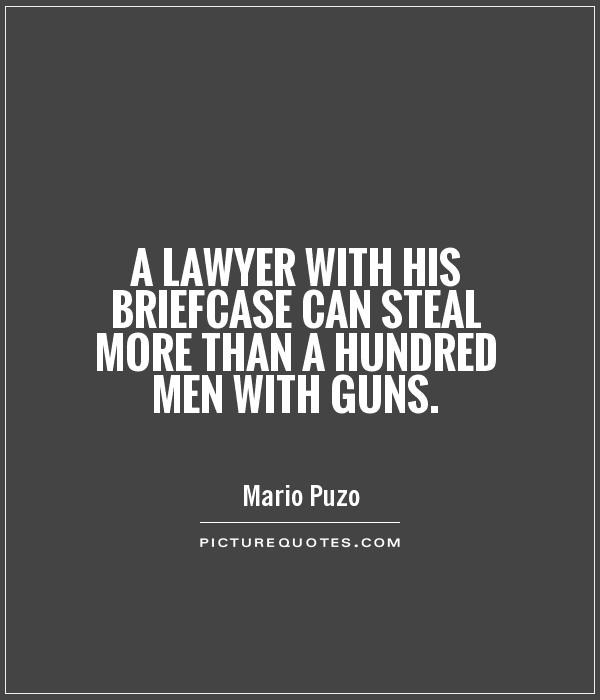 A LAWYER WITH HIS
BRIEFCASE CAN STEAL
MORE THAN A HUNDRED
MEN WITH GUNS.
Mario Puzo
PICTUREQUOTES.COM